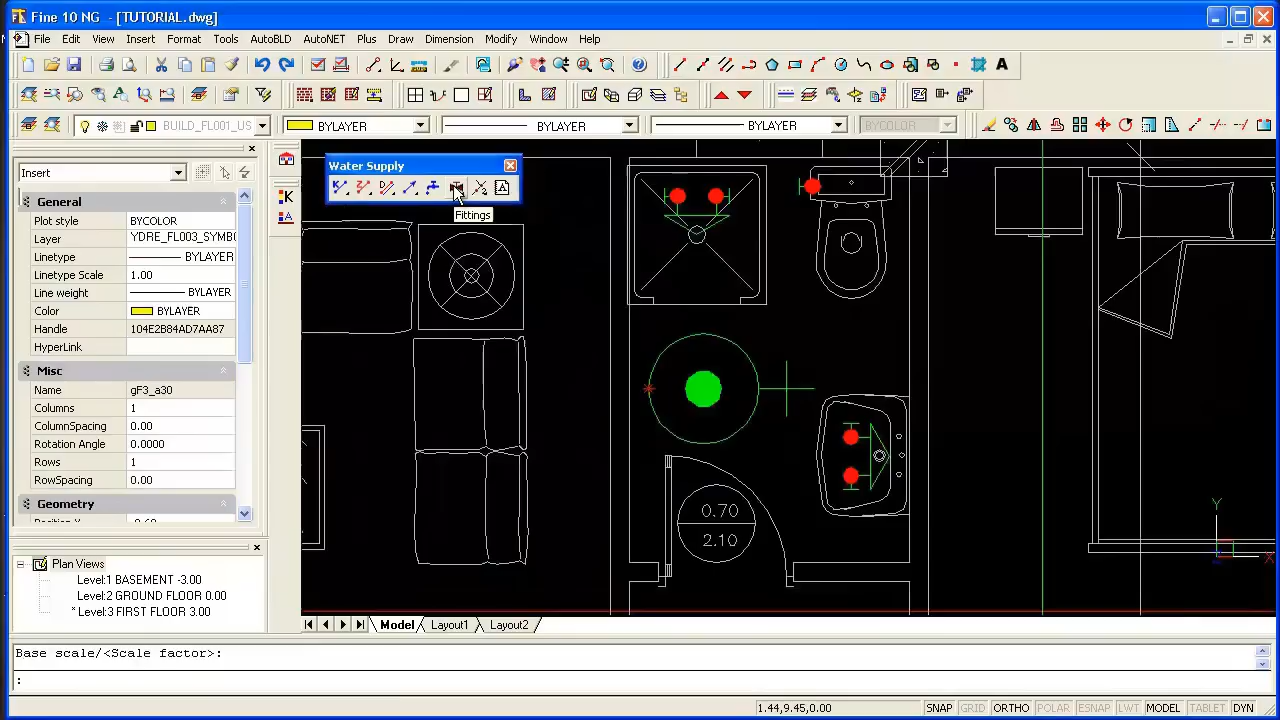 Fine 10 NG - [TUTORIAL.dwg]
File Edit View Insert Format Tools AutoBLD AutoNET Plus Draw Dimension Modify Window Help
BUILD_FL001_US BYLAYER BYLAYER BYLAYER BYCOLOR
Insert
General
Plot style BYCOLOR
Layer YDRE_FL003_SYMB
Linetype BYLAYER
Linetype Scale 1.00
Line weight BYLAYER
Color BYLAYER
Handle 104E2B84AD7AA87
HyperLink
Misc
Name gF3_a30
Columns 1
ColumnSpacing 0.00
Rotation Angle 0.0000
Rows 1
RowSpacing 0.00
Geometry
Plan Views
Level:1 BASEMENT -3.00
Level:2 GROUND FLOOR 0.00
* Level:3 FIRST FLOOR 3.00
K
A
Water Supply
Fittings
0.70
2.10
Y
X
Model Layout1 Layout2
Base scale/<Scale factor>:
:
1.44,9.45,0.00 SNAP GRID ORTHO POLAR ESNAP LWT MODEL TABLET DYN